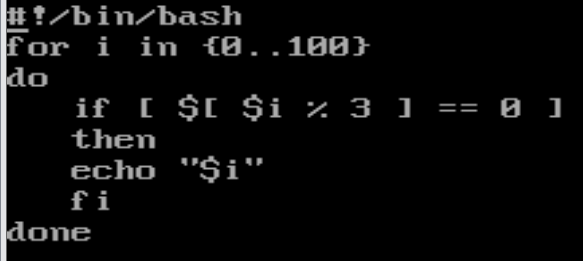 #!/bin/bash
for i in {0..100}
do
    if [ $[ $i % 3 ] == 0 ]
    then
    echo "$i"
    fi
done